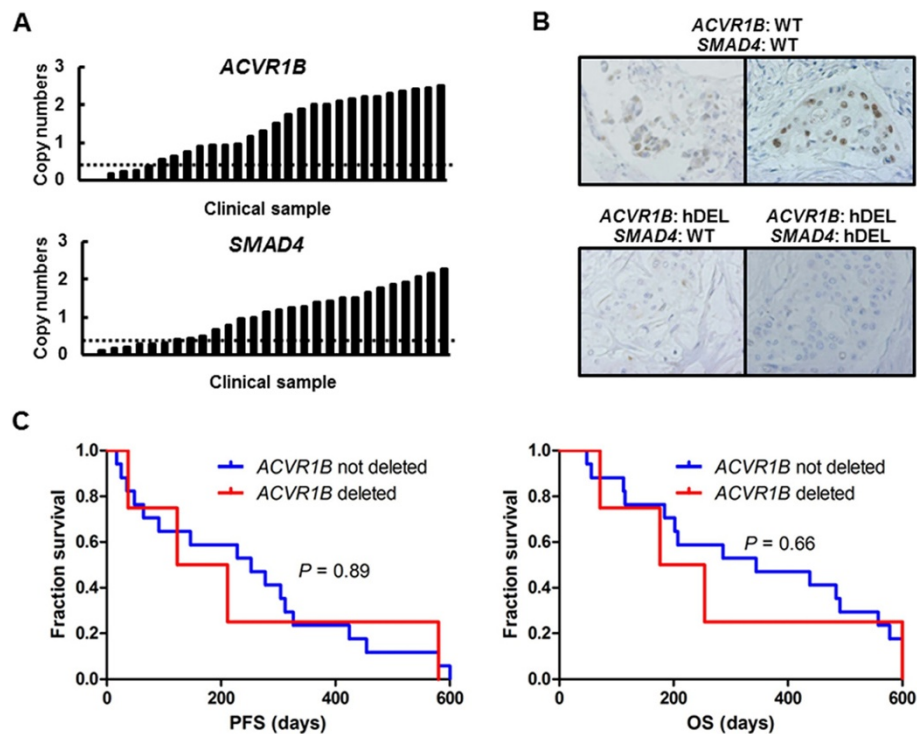 A
ACVR1B
Copy numbers
3
2
1
0
Clinical sample
SMAD4
Copy numbers
3
2
1
0
Clinical sample
B
ACVR1B: WT
SMAD4: WT
ACVR1B: hDEL
SMAD4: WT
ACVR1B: hDEL
SMAD4: hDEL
C
Fraction survival
1.0
0.8
0.6
0.4
0.2
0.0
ACVR1B not deleted
ACVR1B deleted
P = 0.89
0 200 400 600
PFS (days)
Fraction survival
1.0
0.8
0.6
0.4
0.2
0.0
ACVR1B not deleted
ACVR1B deleted
P = 0.66
0 200 400 600
OS (days)